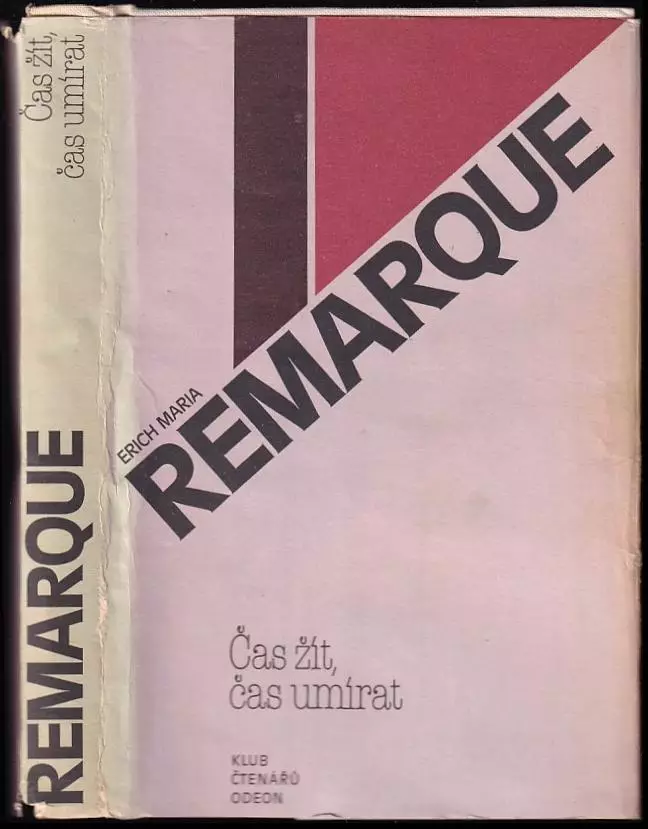 Čas žít,
čas umírat
REMARQUE
ERICH MARIA
REMARQUE
Čas žít,
čas umírat
KLUB
ČTENÁŘŮ
ODEON